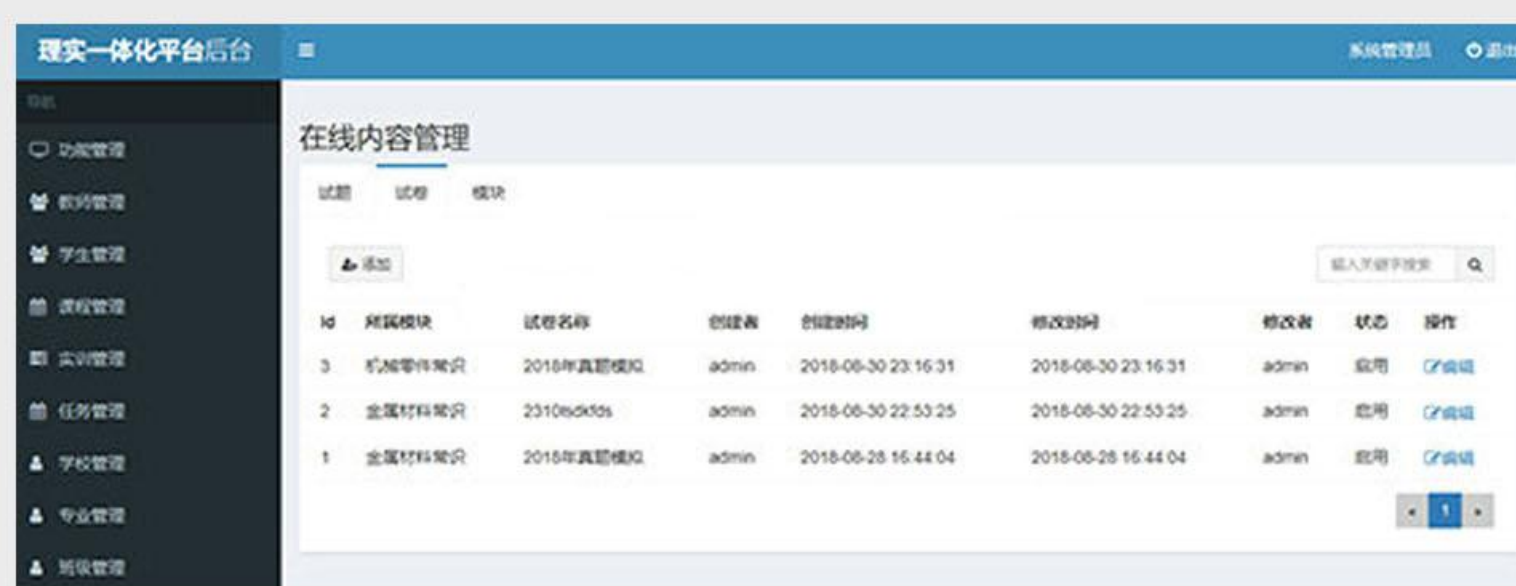 理实一体化平台后台
系统管理员 退出
导航
功能管理
教师管理
学生管理
课程管理
实训管理
任务管理
学校管理
专业管理
班级管理
在线内容管理
试题 试卷 模块
添加
输入关键字搜索
Id 所属模块 试卷名称 创建者 创建时间 修改时间 修改者 状态 操作
3 机械零件常识 2018年真题模拟 admin 2018-08-30 23:16:31 2018-08-30 23:16:31 admin 启用 编辑
2 金属材料常识 admin 2018-08-30 22:53:25 2018-08-30 22:53:25 admin 启用 编辑
1 金属材料常识 2018年真题模拟 admin 2018-08-28 16:44:04 2018-08-28 16:44:04 admin 启用 编辑
« 1 »